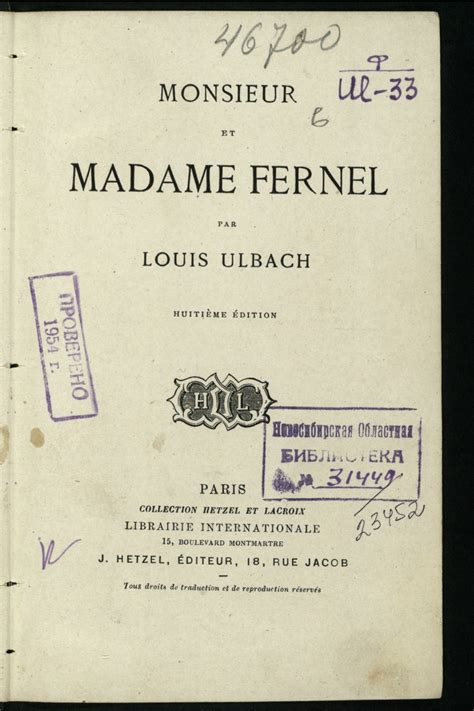 46700
Ф
Ш-33
MONSIEUR
Б
ET
MADAME FERNEL
PAR
LOUIS ULBACH
HUITIÈME ÉDITION
ПРОВЕРЕНО
1954 г.
H L
Новосибирская Областная
БИБЛИОТЕКА
№ 31449
23452
PARIS
COLLECTION HETZEL ET LACROIX
LIBRAIRIE INTERNATIONALE
15, BOULEVARD MONTMARTRE
J. HETZEL, ÉDITEUR, 18, RUE JACOB
Tous droits de traduction et de reproduction réservés